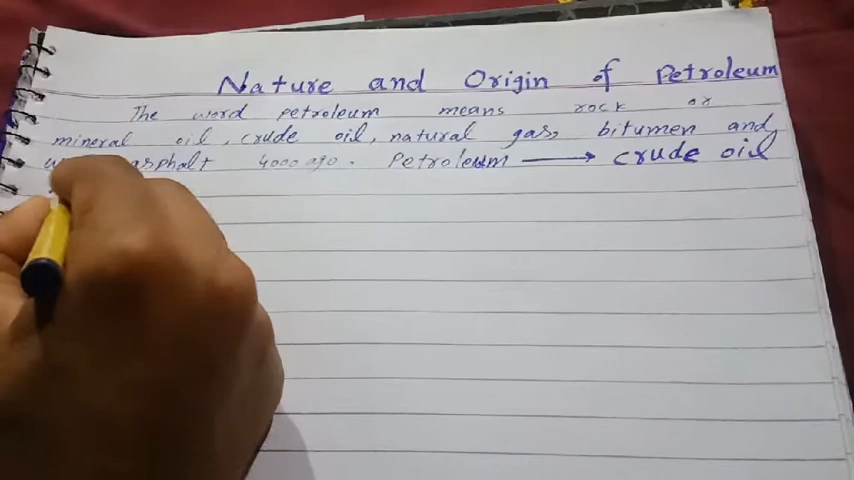 Nature and Origin of Petroleum
The word petroleum means rock or
mineral oil, crude oil, natural gas, bitumen and
asphalt 4000 ago. Petroleum → crude oil